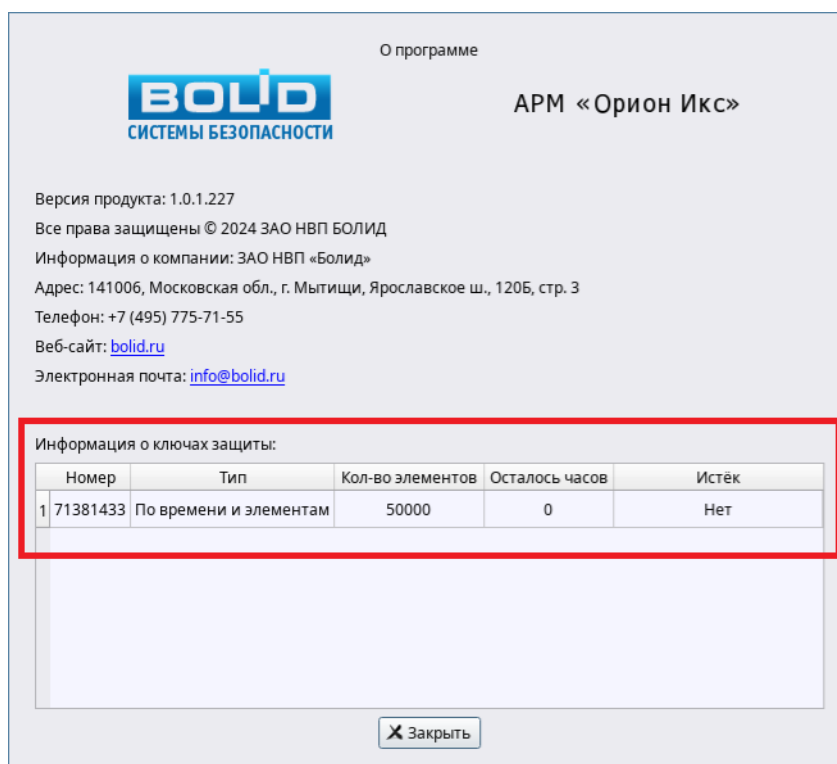 О программе
BOLID
СИСТЕМЫ БЕЗОПАСНОСТИ
АРМ «Орион Икс»
Версия продукта: 1.0.1.227
Все права защищены © 2024 ЗАО НВП БОЛИД
Информация о компании: ЗАО НВП «Болид»
Адрес: 141006, Московская обл., г. Мытищи, Ярославское ш., 120Б, стр. 3
Телефон: +7 (495) 775-71-55
Веб-сайт: bolid.ru
Электронная почта: info@bolid.ru
Информация о ключах защиты:
Номер Тип Кол-во элементов Осталось часов Истёк
1 71381433 По времени и элементам 50000 0 Нет
Закрыть